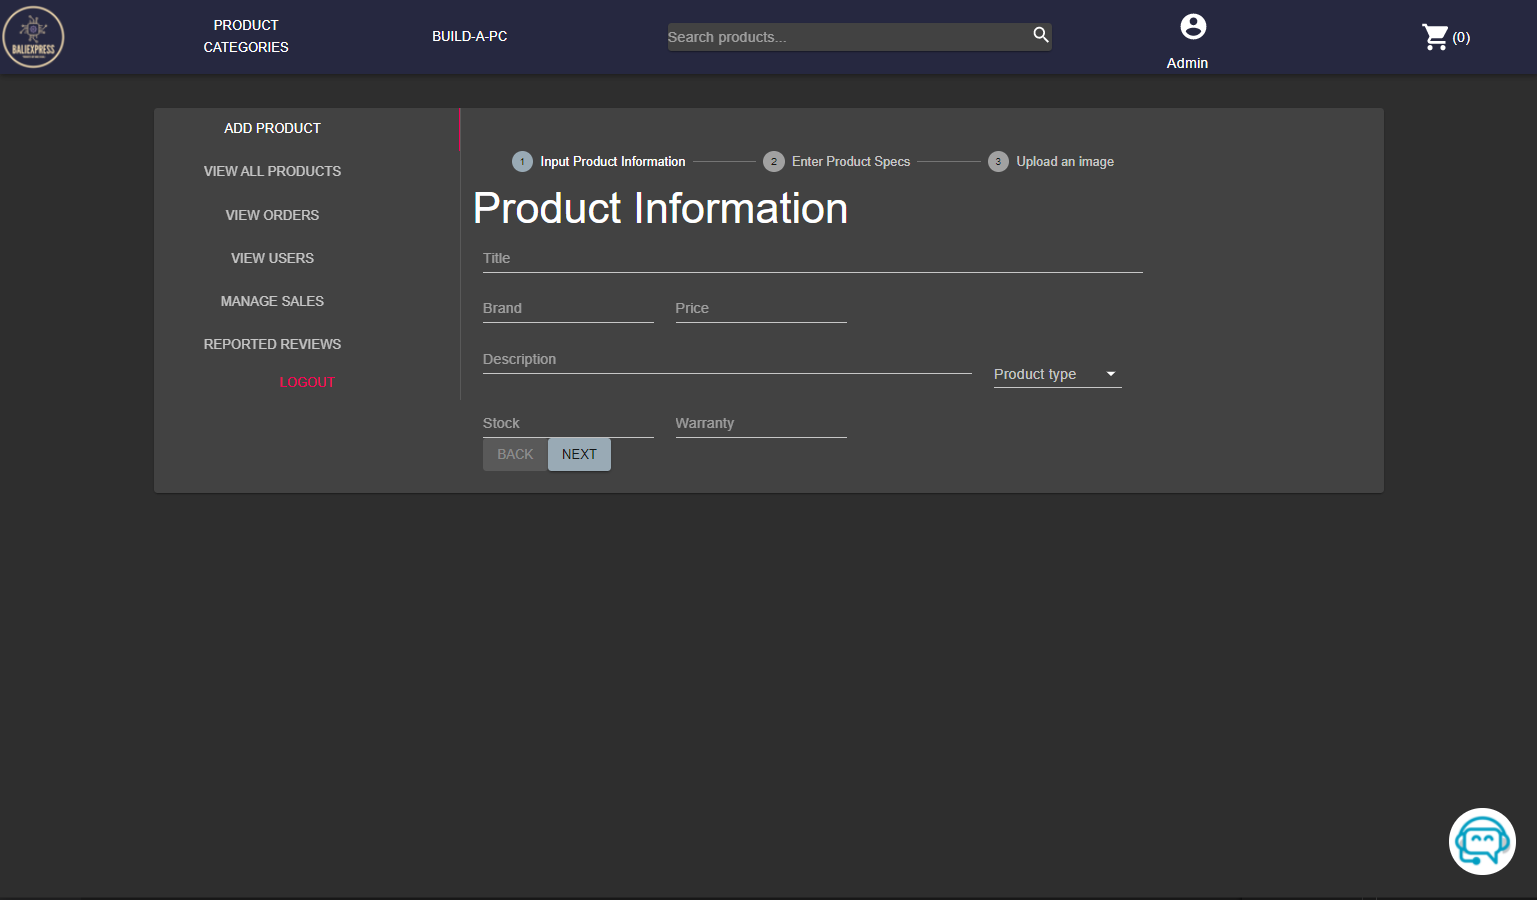 BALIEXPRESS
PRODUCT
CATEGORIES
BUILD-A-PC
Search products...
Admin
(0)
ADD PRODUCT
VIEW ALL PRODUCTS
VIEW ORDERS
VIEW USERS
MANAGE SALES
REPORTED REVIEWS
LOGOUT
1 Input Product Information 2 Enter Product Specs 3 Upload an image
Product Information
Title
Brand Price
Description
Product type
Stock Warranty
BACK NEXT